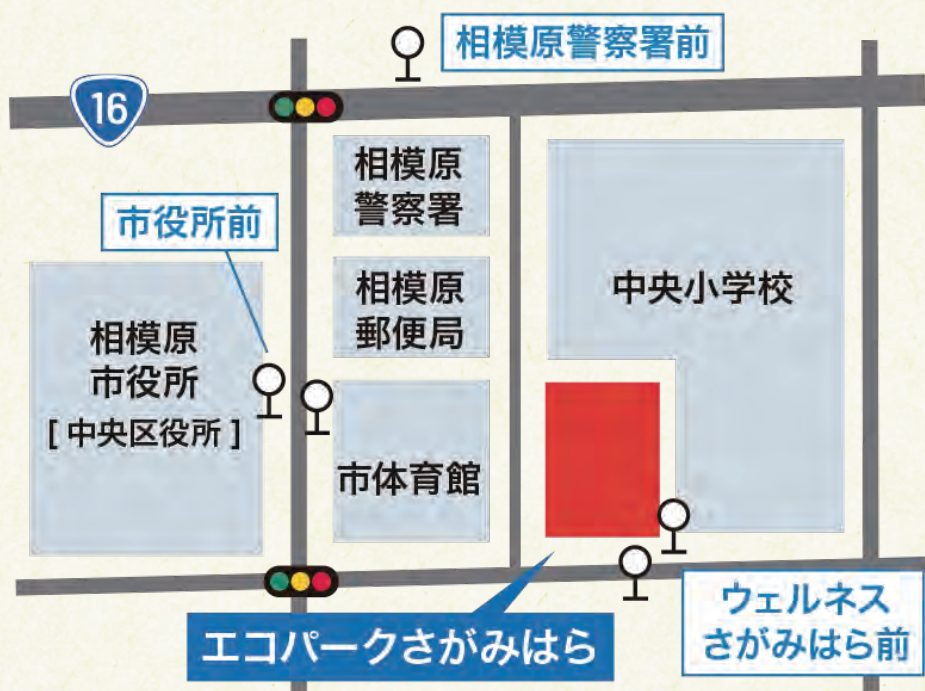 相模原警察署前
16
相模原
警察署
市役所前
相模原
郵便局
中央小学校
相模原
市役所
[ 中央区役所 ]
市体育館
エコパークさがみはら
ウェルネス
さがみはら前